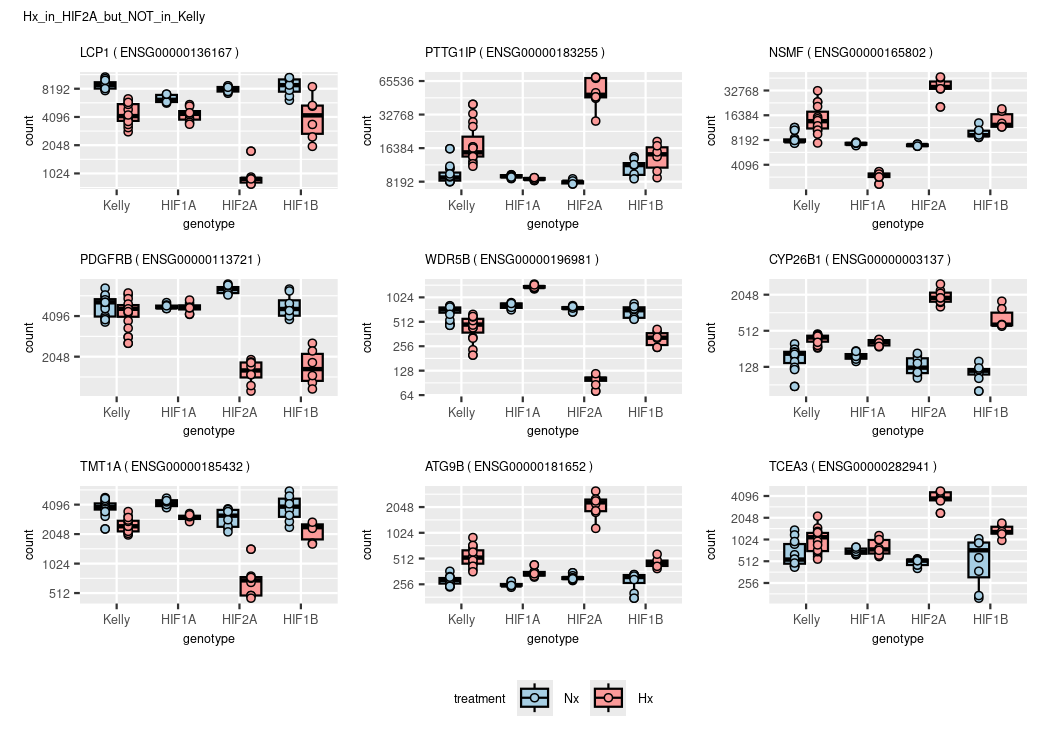 Hx_in_HIF2A_but_NOT_in_Kelly
LCP1 ( ENSG00000136167 )
count
8192
4096
2048
1024
Kelly HIF1A HIF2A HIF1B
genotype
PTTG1IP ( ENSG00000183255 )
count
65536
32768
16384
8192
Kelly HIF1A HIF2A HIF1B
genotype
NSMF ( ENSG00000165802 )
count
32768
16384
8192
4096
Kelly HIF1A HIF2A HIF1B
genotype
PDGFRB ( ENSG00000113721 )
count
4096
2048
Kelly HIF1A HIF2A HIF1B
genotype
WDR5B ( ENSG00000196981 )
count
1024
512
256
128
64
Kelly HIF1A HIF2A HIF1B
genotype
CYP26B1 ( ENSG00000003137 )
count
2048
512
128
Kelly HIF1A HIF2A HIF1B
genotype
TMT1A ( ENSG00000185432 )
count
4096
2048
1024
512
Kelly HIF1A HIF2A HIF1B
genotype
ATG9B ( ENSG00000181652 )
count
2048
1024
512
256
Kelly HIF1A HIF2A HIF1B
genotype
TCEA3 ( ENSG00000282941 )
count
4096
2048
1024
512
256
Kelly HIF1A HIF2A HIF1B
genotype
treatment Nx Hx